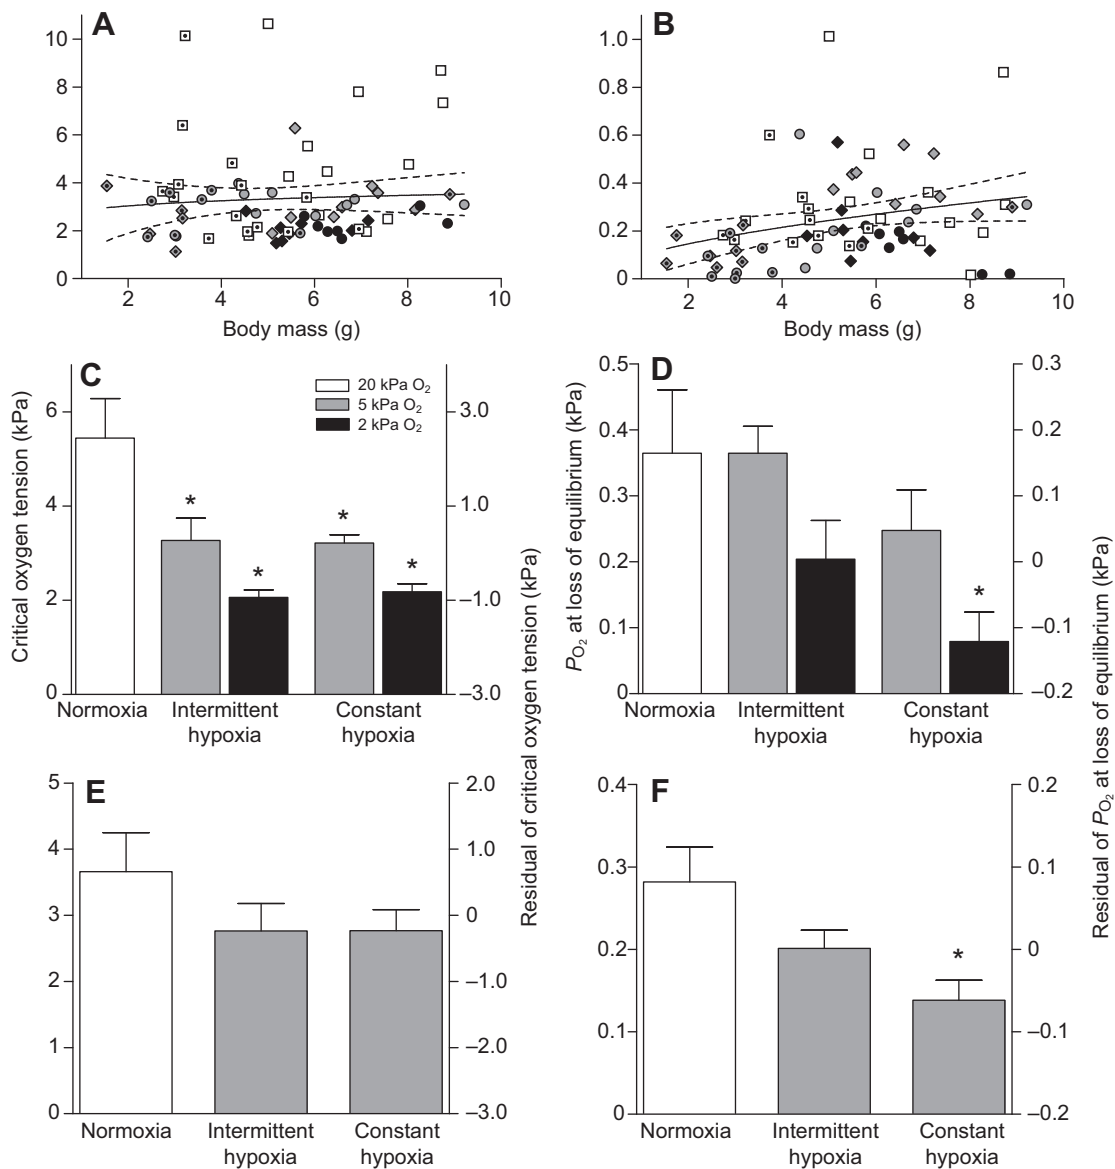 A
10
8
6
4
2
0
2
4
6
8
10
Body mass (g)
B
1.0
0.8
0.6
0.4
0.2
0
2
4
6
8
10
Body mass (g)
C
Critical oxygen tension (kPa)
6
4
2
0
20 kPa O₂
5 kPa O₂
2 kPa O₂
3.0
1.0
–1.0
–3.0
*
*
*
*
Normoxia
Intermittent
hypoxia
Constant
hypoxia
Residual of critical oxygen tension (kPa)
D
P_O₂ at loss of equilibrium (kPa)
0.5
0.4
0.3
0.2
0.1
0
0.3
0.2
0.1
0
–0.1
–0.2
*
Normoxia
Intermittent
hypoxia
Constant
hypoxia
Residual of P_O₂ at loss of equilibrium (kPa)
E
5
4
3
2
1
0
2.0
1.0
0
–1.0
–2.0
–3.0
Normoxia
Intermittent
hypoxia
Constant
hypoxia
F
0.4
0.3
0.2
0.1
0
0.2
0.1
0
–0.1
–0.2
*
Normoxia
Intermittent
hypoxia
Constant
hypoxia